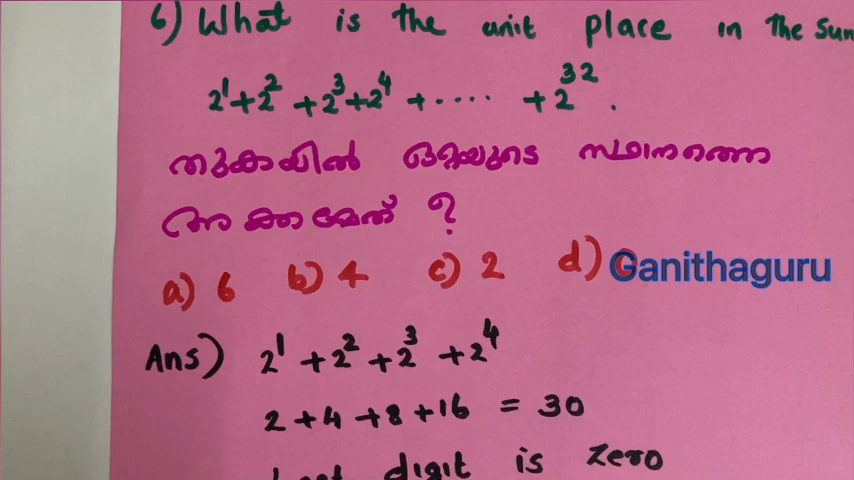 6) What is the unit place in the Sum
2¹+2²+2³+2⁴ +..... +2³².
തുകയിൽ ഒറ്റയുടെ സ്ഥാനത്തെ
അക്കമേത് ?
a) 6 b) 4 c) 2 d)
Ganithaguru
Ans) 2¹ +2² +2³ +2⁴
2 +4 +8 +16 = 30
digit is zero